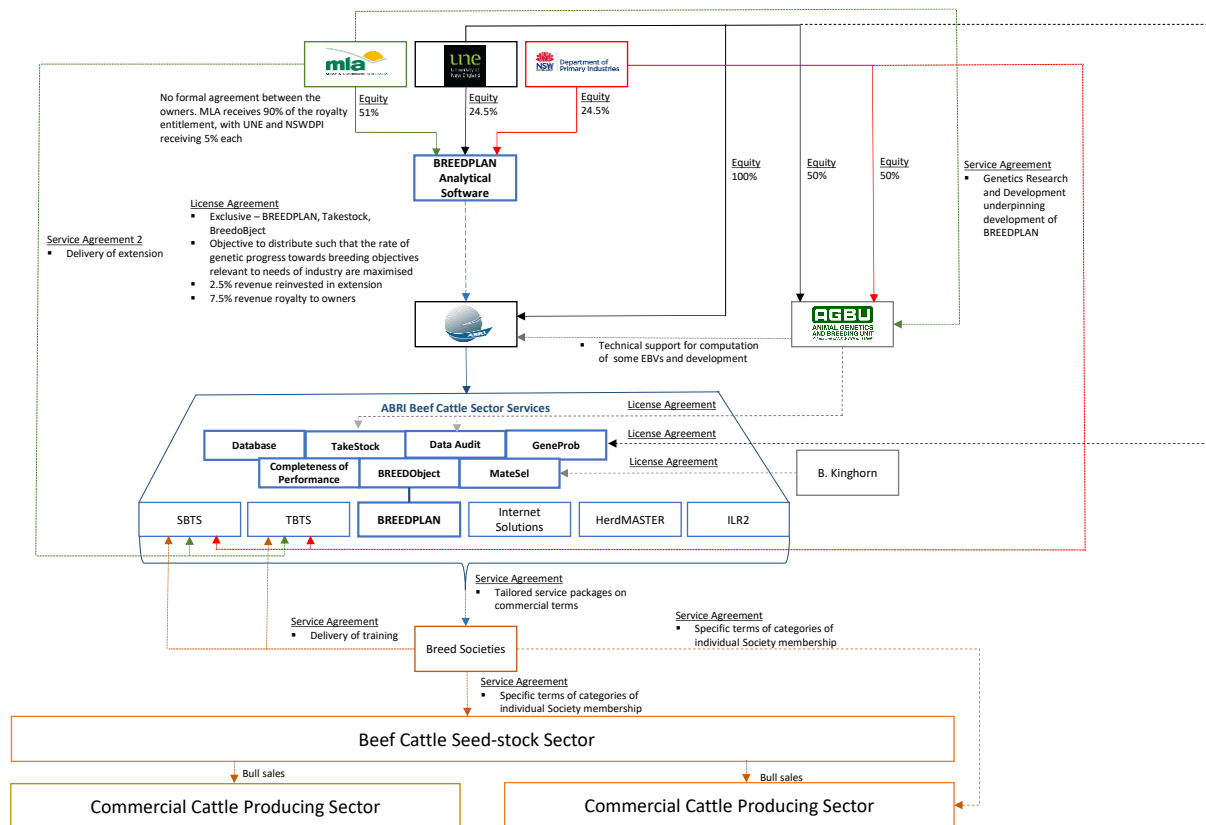 mla
une
University of
New England
NSW
Department of
Primary Industries
No formal agreement between the
owners. MLA receives 90% of the royalty
entitlement, with UNE and NSWDPI
receiving 5% each
Equity
51%
Equity
24.5%
Equity
24.5%
BREEDPLAN
Analytical
Software
Equity
100%
Equity
50%
Equity
50%
Service Agreement
▪ Genetics Research
and Development
underpinning
development of
BREEDPLAN
License Agreement
▪ Exclusive – BREEDPLAN, Takestock,
BreedoBject
▪ Objective to distribute such that the rate of
genetic progress towards breeding objectives
relevant to needs of industry are maximised
▪ 2.5% revenue reinvested in extension
▪ 7.5% revenue royalty to owners
Service Agreement 2
▪ Delivery of extension
ABRI
AGBU
ANIMAL GENETICS
AND BREEDING UNIT
▪ Technical support for computation
of some EBVs and development
ABRI Beef Cattle Sector Services
License Agreement
Database
TakeStock
Data Audit
GeneProb
License Agreement
Completeness of
Performance
BREEDObject
MateSel
License Agreement
B. Kinghorn
SBTS
TBTS
BREEDPLAN
Internet
Solutions
HerdMASTER
ILR2
Service Agreement
▪ Tailored service packages on
commercial terms
Service Agreement
▪ Delivery of training
Breed Societies
Service Agreement
▪ Specific terms of categories of
individual Society membership
Service Agreement
▪ Specific terms of categories of
individual Society membership
Beef Cattle Seed-stock Sector
Bull sales
Bull sales
Commercial Cattle Producing Sector
Commercial Cattle Producing Sector